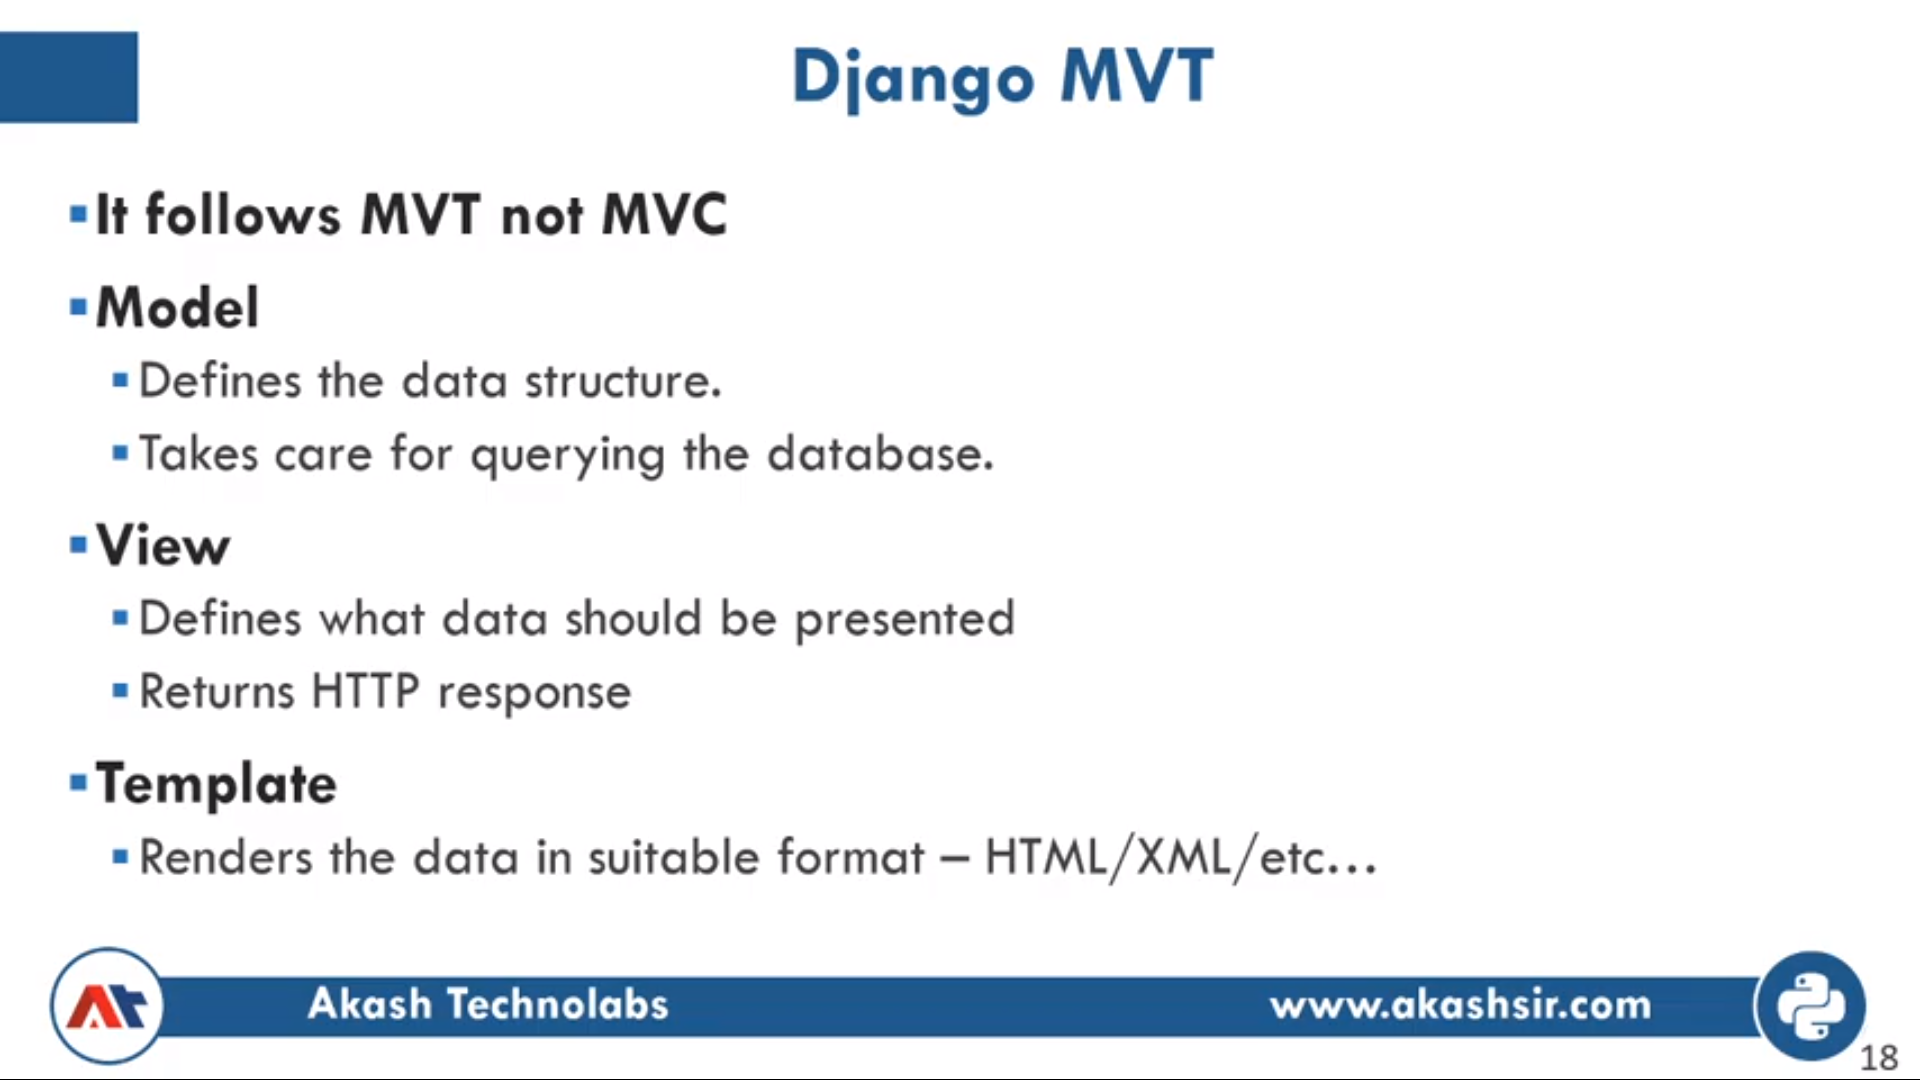 Django MVT
It follows MVT not MVC
Model
Defines the data structure.
Takes care for querying the database.
View
Defines what data should be presented
Returns HTTP response
Template
Renders the data in suitable format – HTML/XML/etc...
At
Akash Technolabs
www.akashsir.com
18